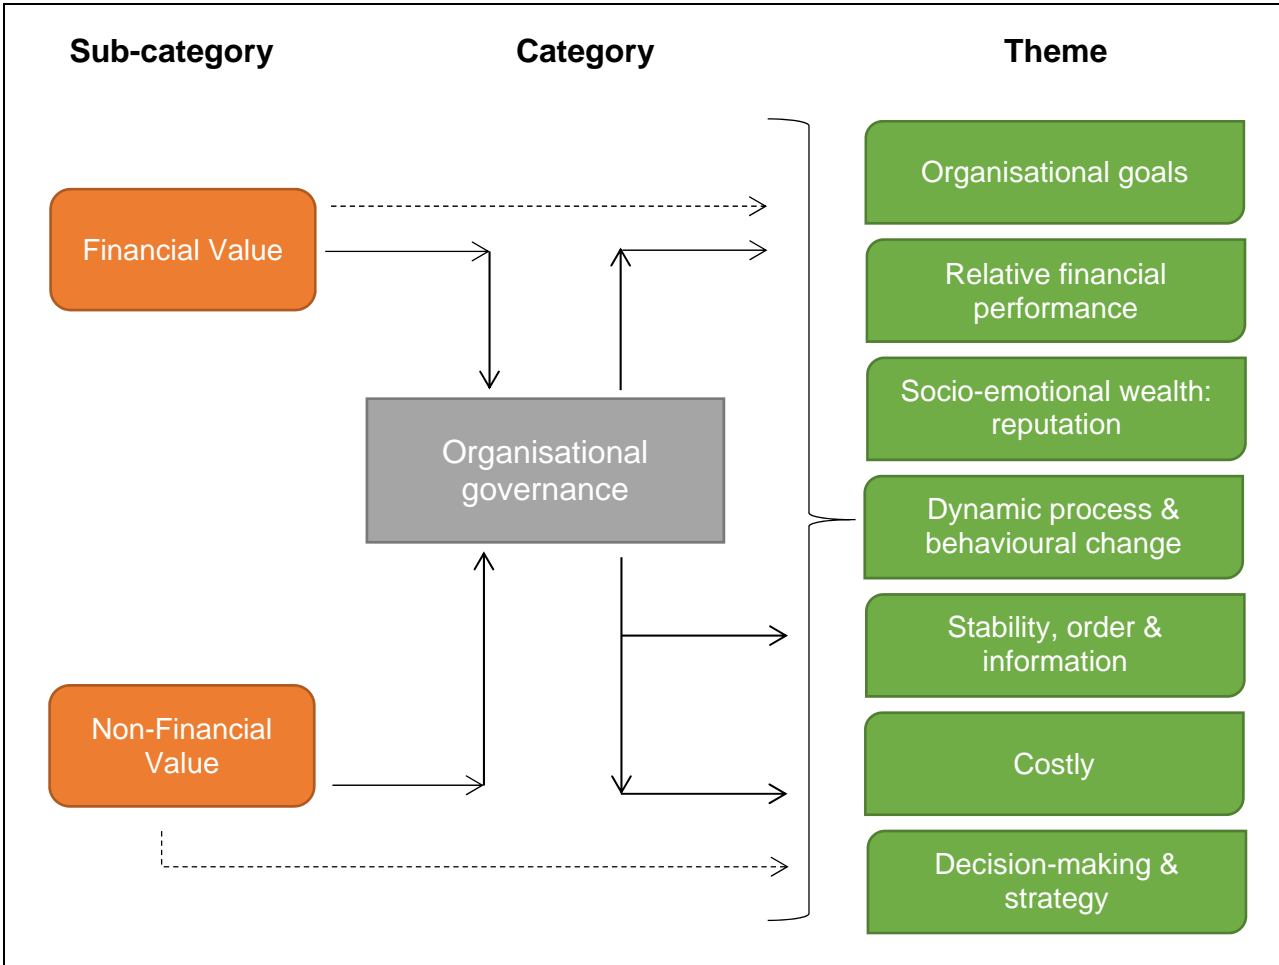 Sub-category
Category
Theme
Financial Value
Non-Financial
Value
Organisational
governance
Organisational goals
Relative financial
performance
Socio-emotional wealth:
reputation
Dynamic process &
behavioural change
Stability, order &
information
Costly
Decision-making &
strategy